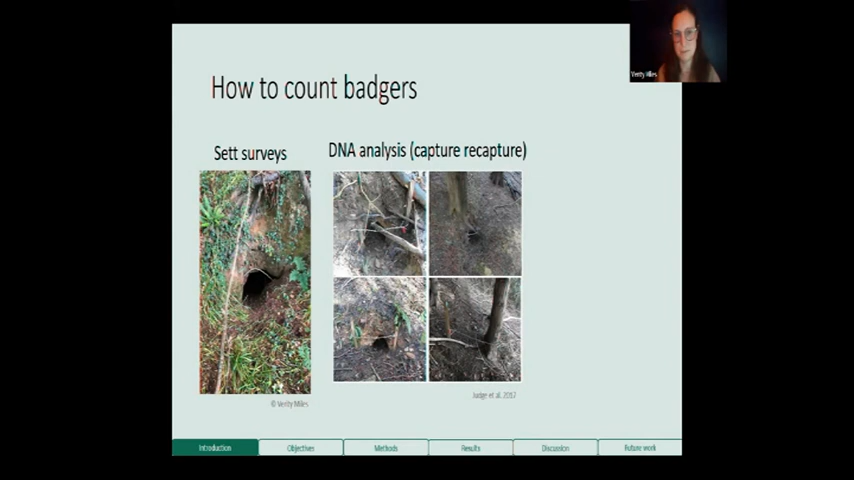 Verity Miles
How to count badgers
Sett surveys
DNA analysis (capture recapture)
Judge et al. 2017
© Verity Miles
Introduction
Objectives
Methods
Results
Discussion
Future work